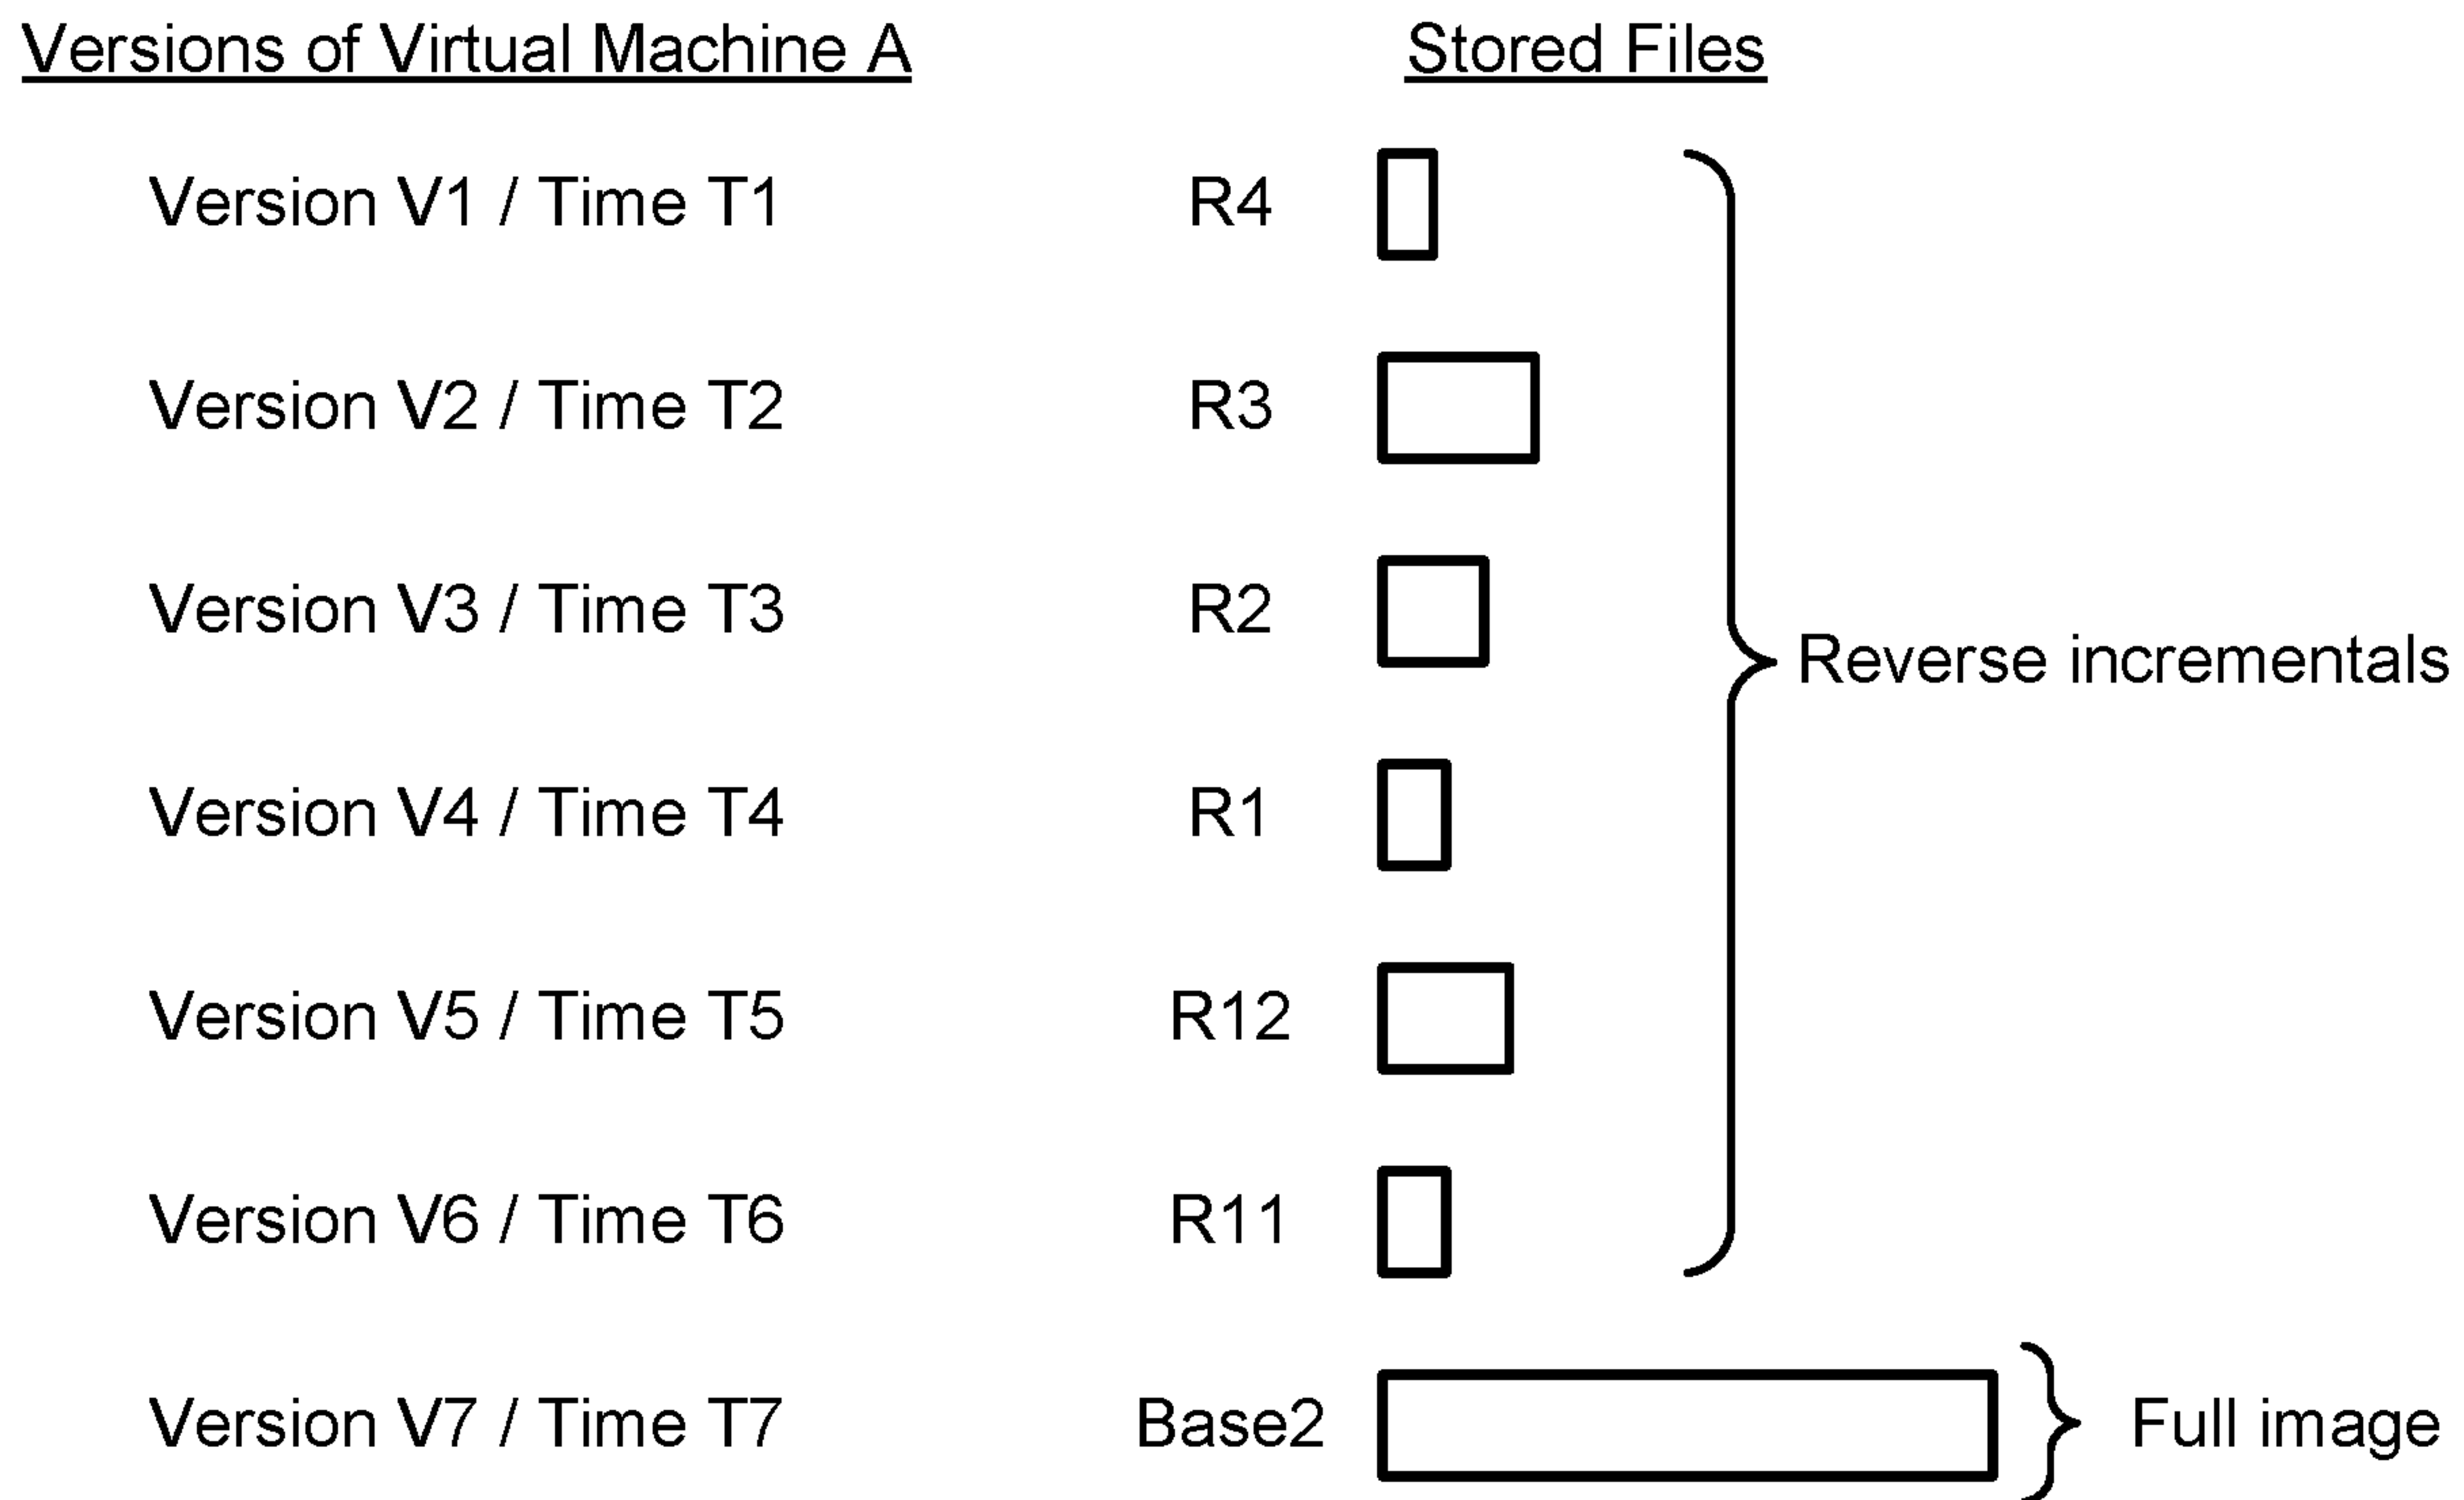 Versions of Virtual Machine A Stored Files
Version V1 / Time T1 R4
Version V2 / Time T2 R3
Version V3 / Time T3 R2
Reverse incrementals
Version V4 / Time T4 R1
Version V5 / Time T5 R12
Version V6 / Time T6 R11
Version V7 / Time T7 Base2 Full image